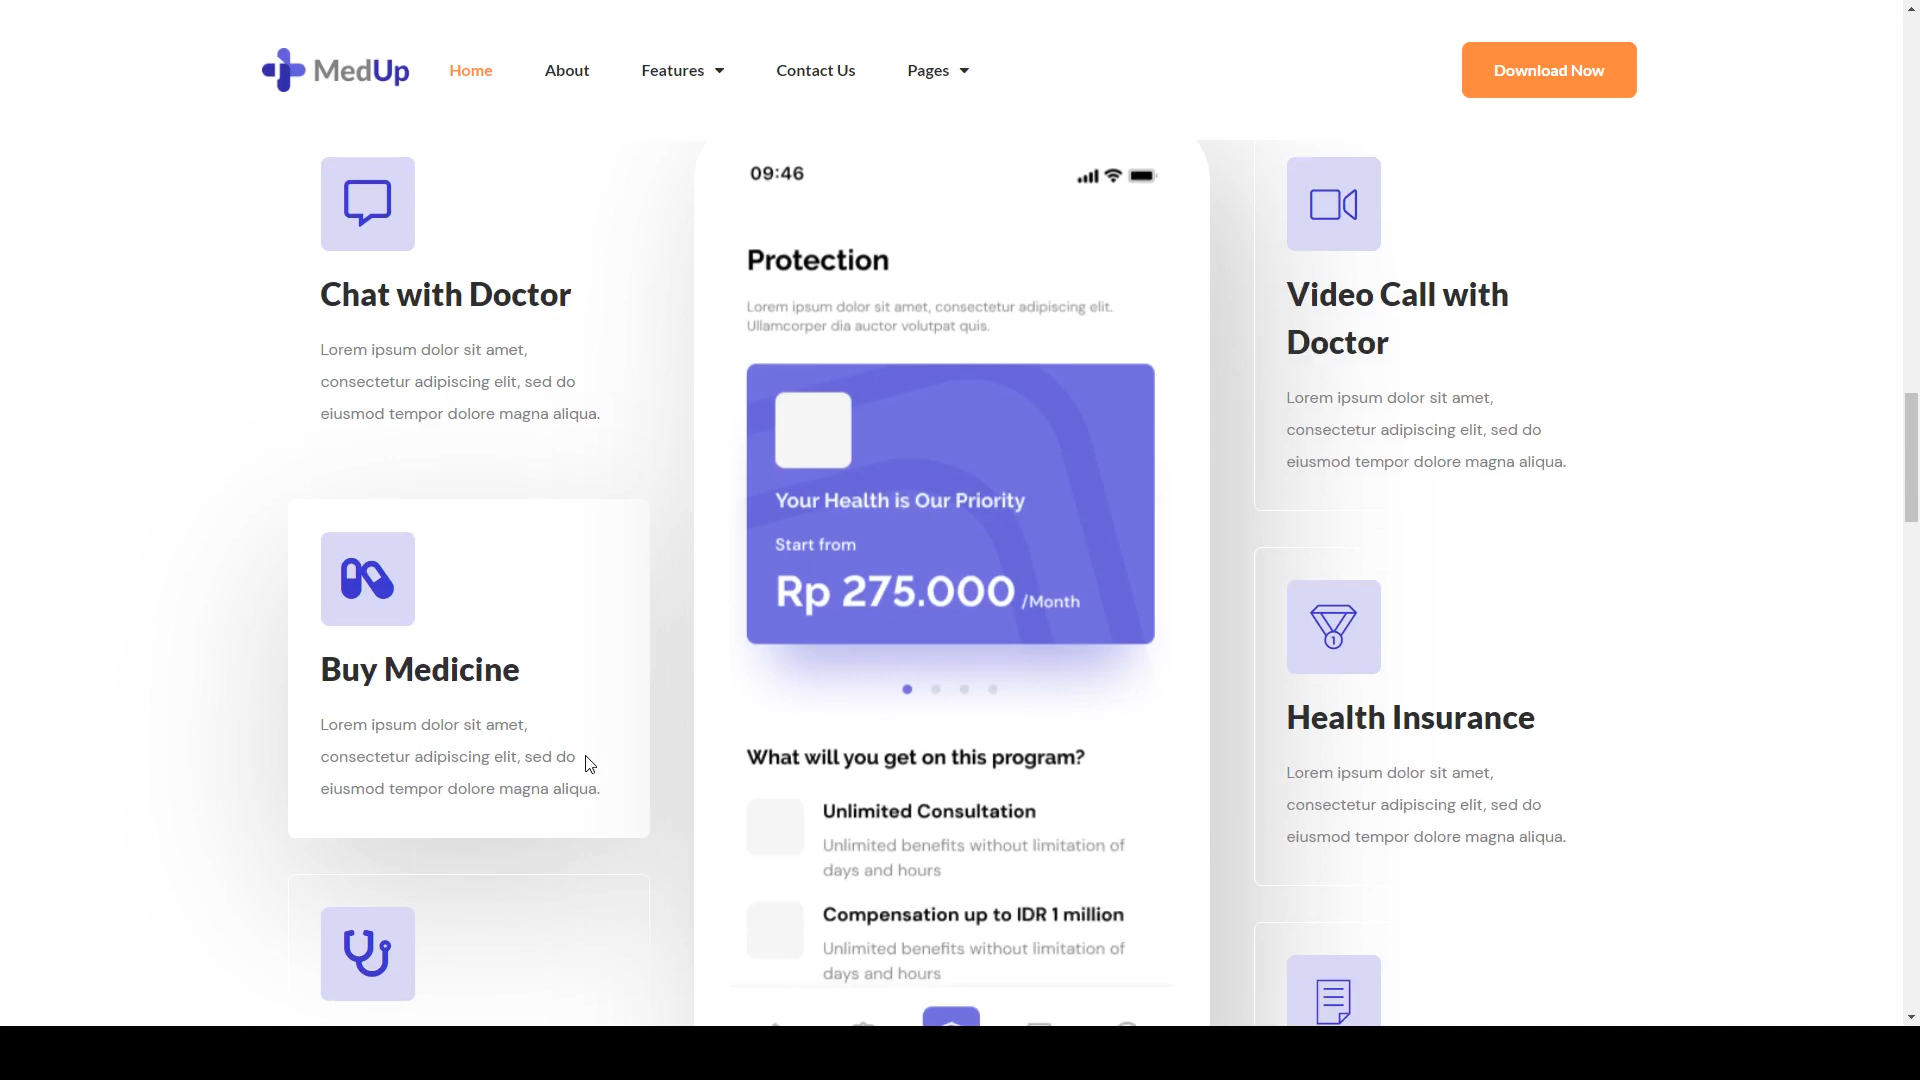 MedUp
Home
About
Features
Contact Us
Pages
Download Now
Chat with Doctor
Lorem ipsum dolor sit amet,
consectetur adipiscing elit, sed do
eiusmod tempor dolore magna aliqua.
Buy Medicine
Lorem ipsum dolor sit amet,
consectetur adipiscing elit, sed do
eiusmod tempor dolore magna aliqua.
09:46
Protection
Lorem ipsum dolor sit amet, consectetur adipiscing elit.
Ullamcorper dia auctor volutpat quis.
Your Health is Our Priority
Start from
Rp 275.000 /Month
What will you get on this program?
Unlimited Consultation
Unlimited benefits without limitation of
days and hours
Compensation up to IDR 1 million
Unlimited benefits without limitation of
days and hours
Video Call with
Doctor
Lorem ipsum dolor sit amet,
consectetur adipiscing elit, sed do
eiusmod tempor dolore magna aliqua.
1
Health Insurance
Lorem ipsum dolor sit amet,
consectetur adipiscing elit, sed do
eiusmod tempor dolore magna aliqua.